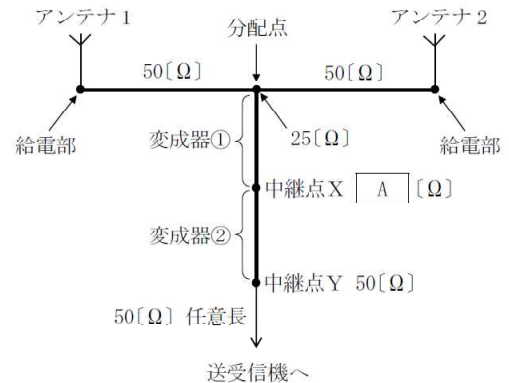 アンテナ1
アンテナ2
分配点
50〔Ω〕
50〔Ω〕
給電部
変成器①
25〔Ω〕
給電部
中継点X A 〔Ω〕
変成器②
中継点Y 50〔Ω〕
50〔Ω〕任意長
送受信機へ